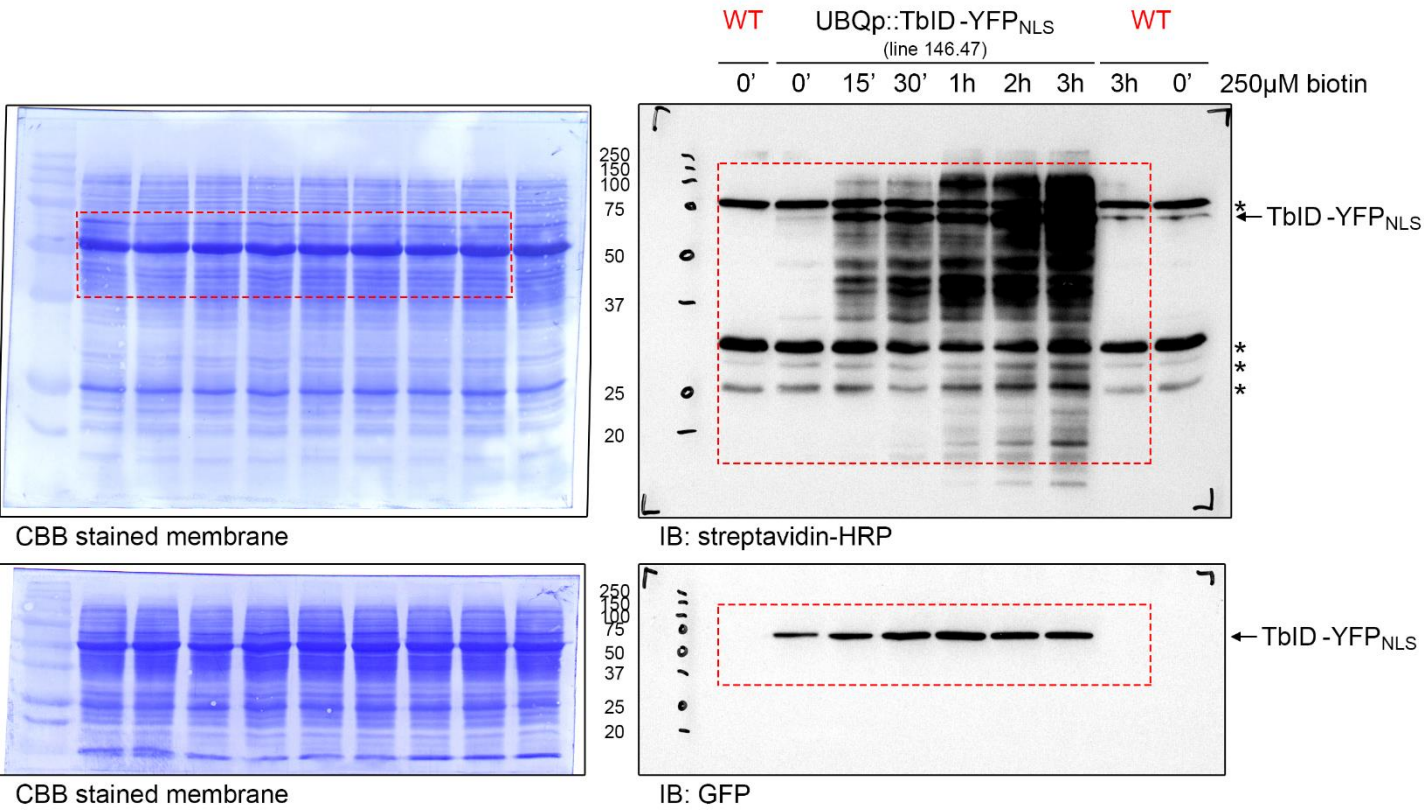 WT UBQp::TbID-YFPNLS WT
(line 146.47)
0’ 0’ 15’ 30’ 1h 2h 3h 3h 0’ 250µM biotin
250
150
100
75
50
37
25
20
*
← TbID-YFPNLS
*
*
*
CBB stained membrane IB: streptavidin-HRP
250
150
100
75
50
37
25
20
← TbID-YFPNLS
CBB stained membrane IB: GFP